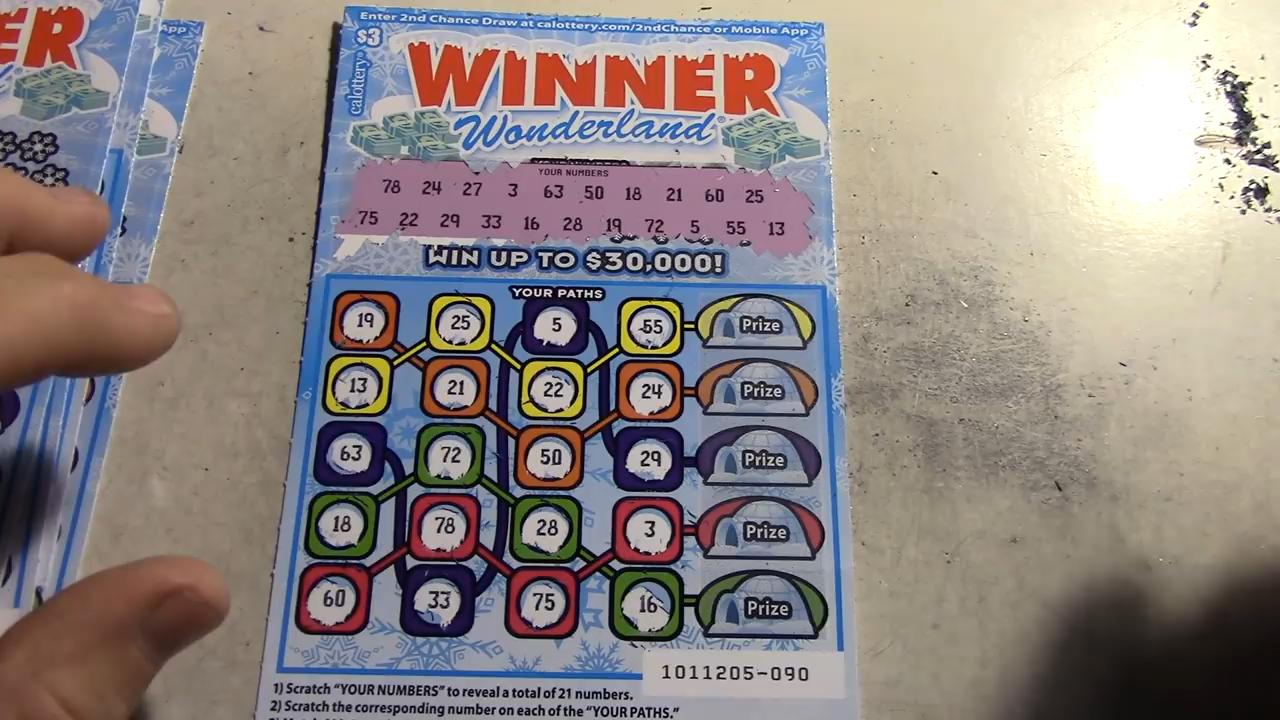 Enter 2nd Chance Draw at calottery.com/2ndChance or Mobile App
$3
calottery
WINNER
Wonderland
YOUR NUMBERS
78 24 27 3 63 50 18 21 60 25
75 22 29 33 16 28 19 72 5 55 13
WIN UP TO $30,000!
YOUR PATHS
19 25 5 55 Prize
13 21 22 24 Prize
63 72 50 29 Prize
18 78 28 3 Prize
60 33 75 16 Prize
1011205-090
1) Scratch "YOUR NUMBERS" to reveal a total of 21 numbers.
2) Scratch the corresponding number on each of the "YOUR PATHS."
ER
App